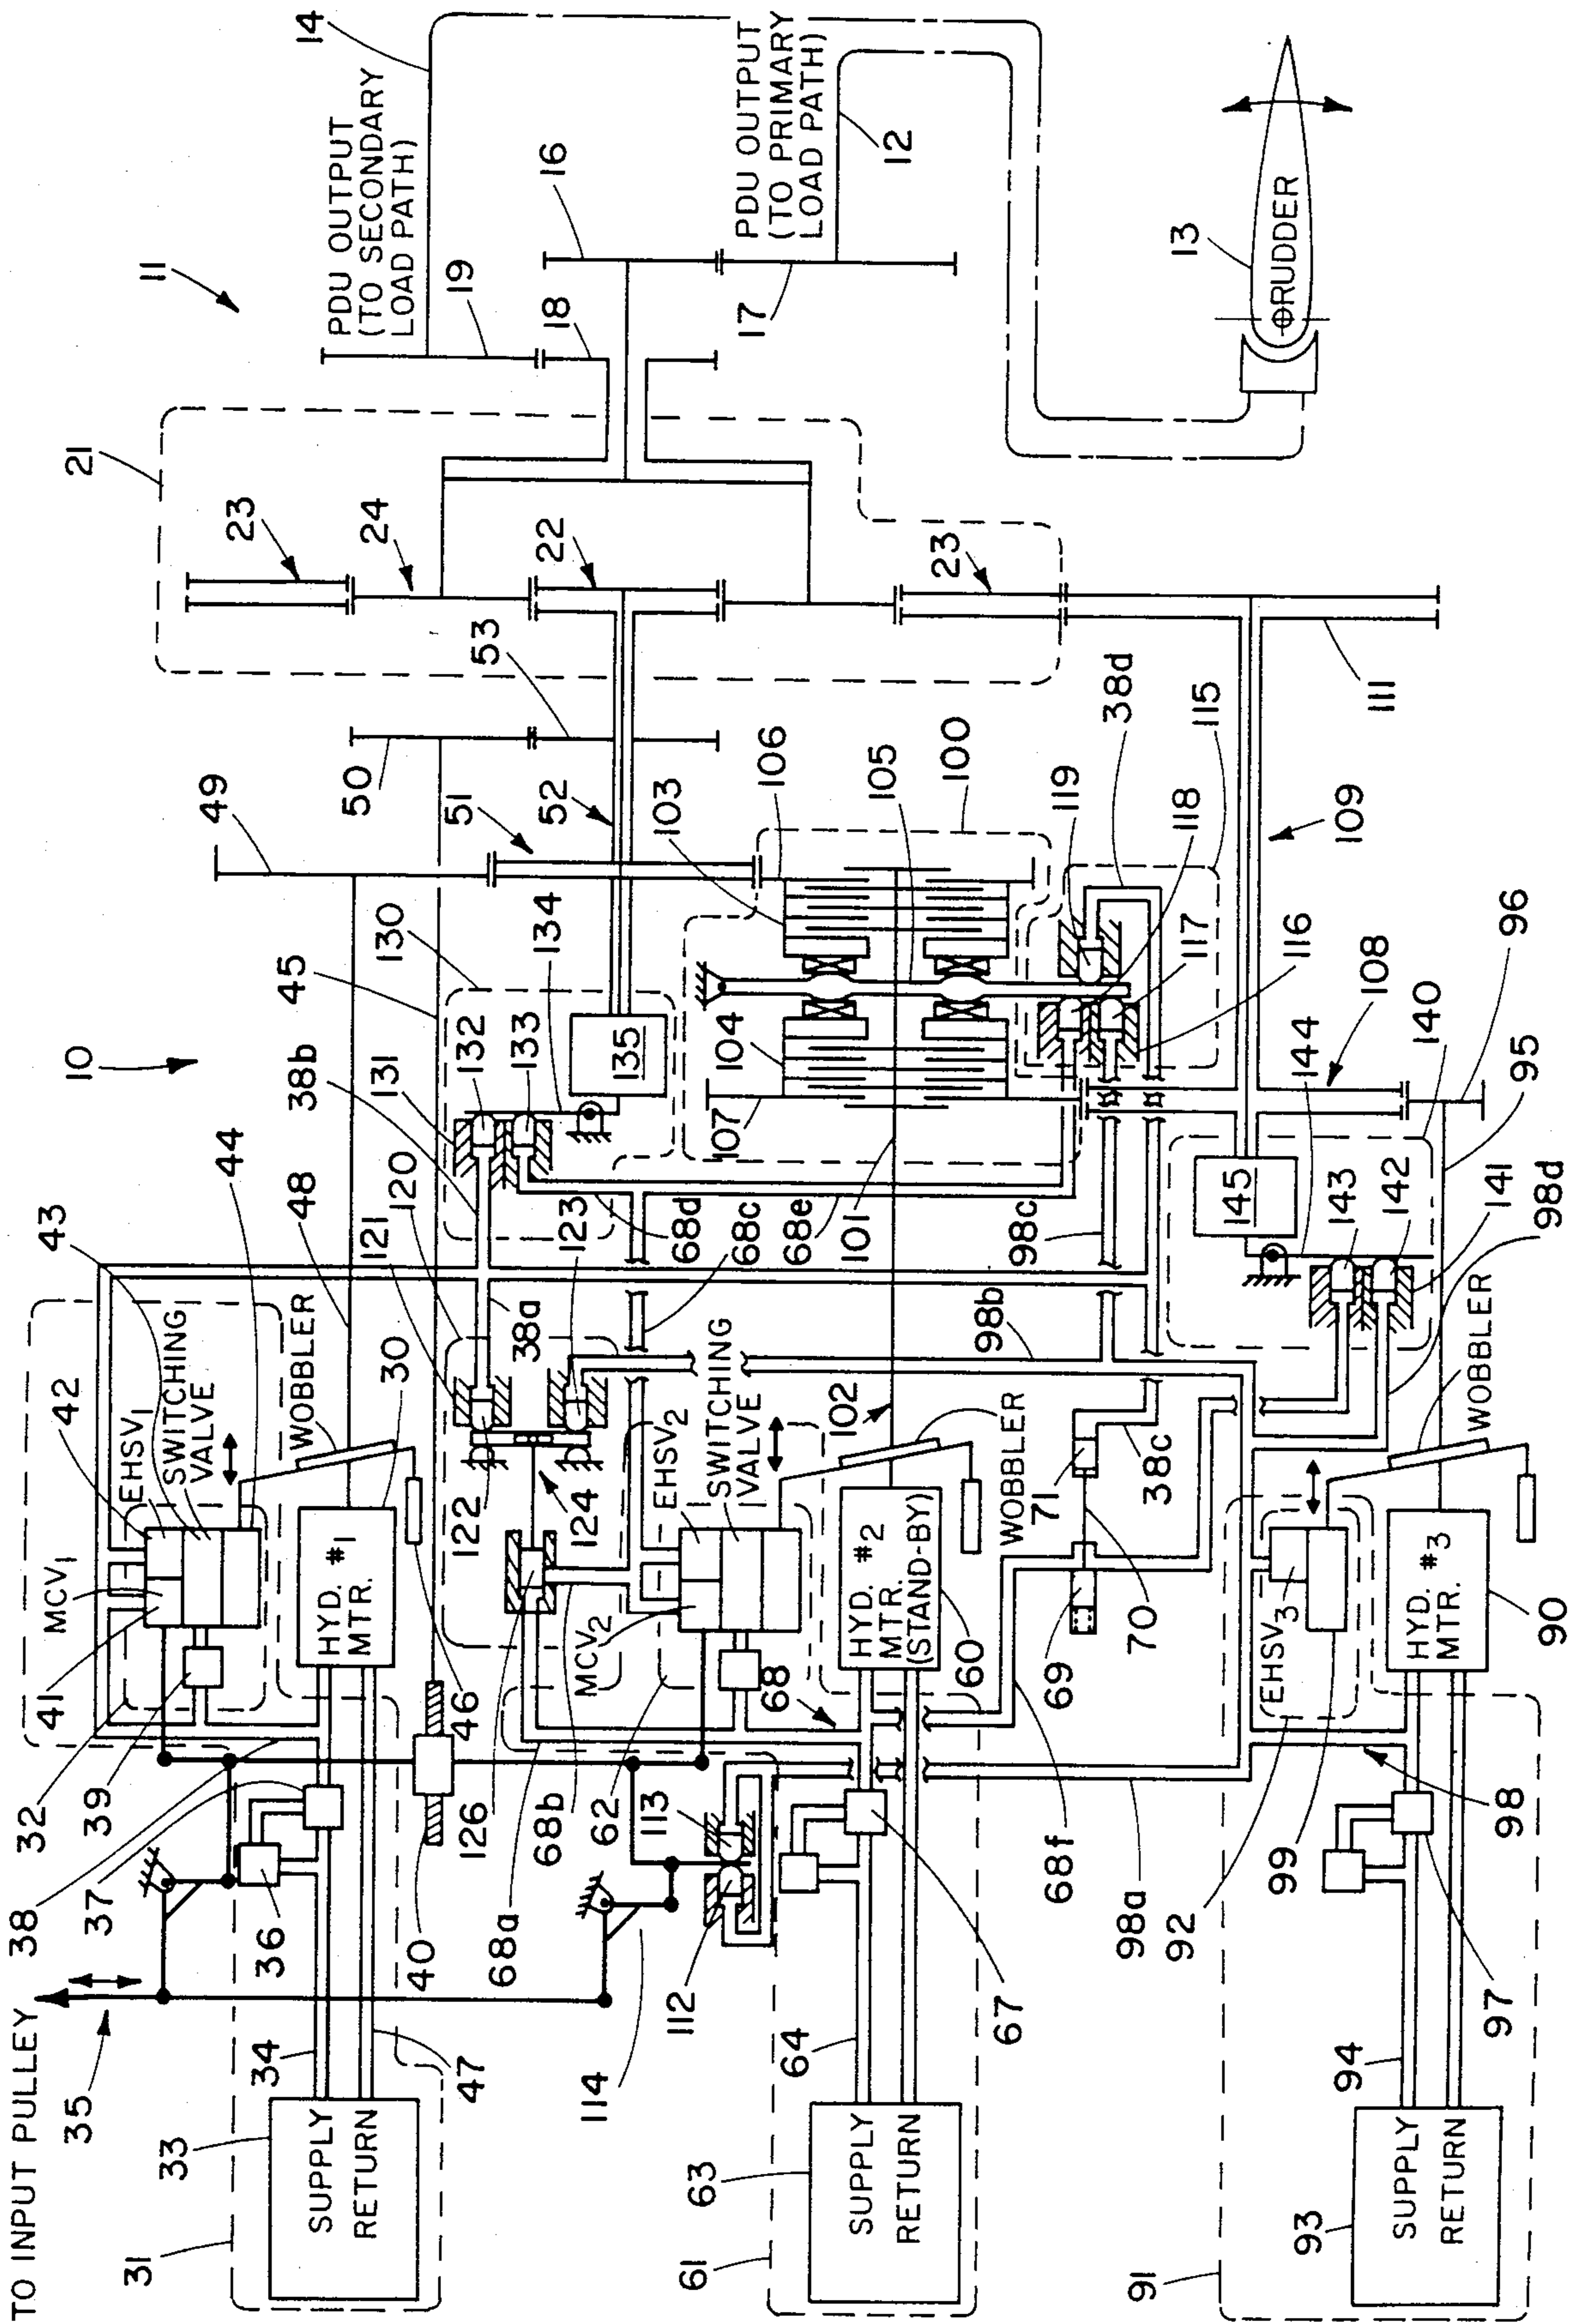 TO INPUT PULLEY
35
31
33
SUPPLY
RETURN
34
47
38
37
36
32
39
41
MCV1
EHSV1
42
43
SWITCHING
VALVE
44
WOBBLER
30
HYD. #1
MTR.
46
40
48
45
10
38b
38a
120
121
122
123
124
126
130
131
132
133
134
135
49
50
51
52
53
21
23
24
22
23
11
PDU OUTPUT
(TO SECONDARY
LOAD PATH)
14
19
18
16
17
PDU OUTPUT
(TO PRIMARY
LOAD PATH)
12
13
RUDDER
61
63
SUPPLY
RETURN
64
67
114
112
113
68a
68b
62
MCV2
EHSV2
SWITCHING
VALVE
68
HYD. #2
MTR.
(STAND-BY)
60
WOBBLER
102
101
68c
68d
68e
68f
69
70
71
38c
98b
98c
107
104
103
106
105
100
119
118
38d
115
117
116
109
111
108
96
95
140
144
145
143
142
141
98d
91
93
SUPPLY
RETURN
94
97
98
98a
92
99
EHSV3
HYD. #3
MTR.
90
WOBBLER